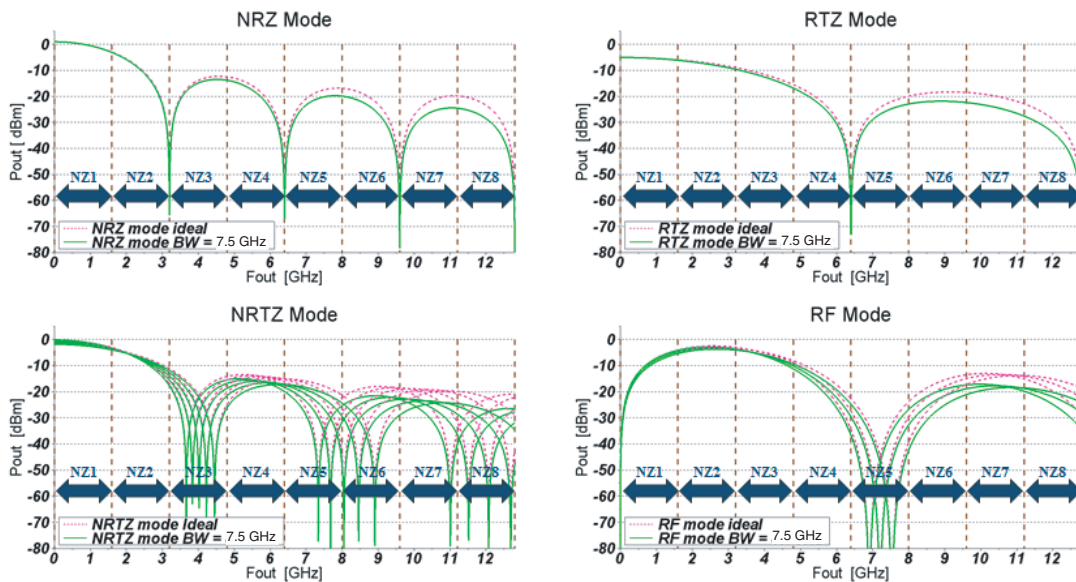 NRZ Mode
Pout [dBm]
0
-10
-20
-30
-40
-50
-60
-70
-80
NZ1 NZ2 NZ3 NZ4 NZ5 NZ6 NZ7 NZ8
NRZ mode ideal
NRZ mode BW = 7.5 GHz
0 1 2 3 4 5 6 7 8 9 10 11 12
Fout [GHz]
RTZ Mode
Pout [dBm]
0
-10
-20
-30
-40
-50
-60
-70
-80
NZ1 NZ2 NZ3 NZ4 NZ5 NZ6 NZ7 NZ8
RTZ mode ideal
RTZ mode BW = 7.5 GHz
0 1 2 3 4 5 6 7 8 9 10 11 12
Fout [GHz]
NRTZ Mode
Pout [dBm]
0
-10
-20
-30
-40
-50
-60
-70
-80
NZ1 NZ2 NZ3 NZ4 NZ5 NZ6 NZ7 NZ8
NRTZ mode ideal
NRTZ mode BW = 7.5 GHz
0 1 2 3 4 5 6 7 8 9 10 11 12
Fout [GHz]
RF Mode
Pout [dBm]
0
-10
-20
-30
-40
-50
-60
-70
-80
NZ1 NZ2 NZ3 NZ4 NZ5 NZ6 NZ7 NZ8
RF mode ideal
RF mode BW = 7.5 GHz
0 1 2 3 4 5 6 7 8 9 10 11 12
Fout [GHz]